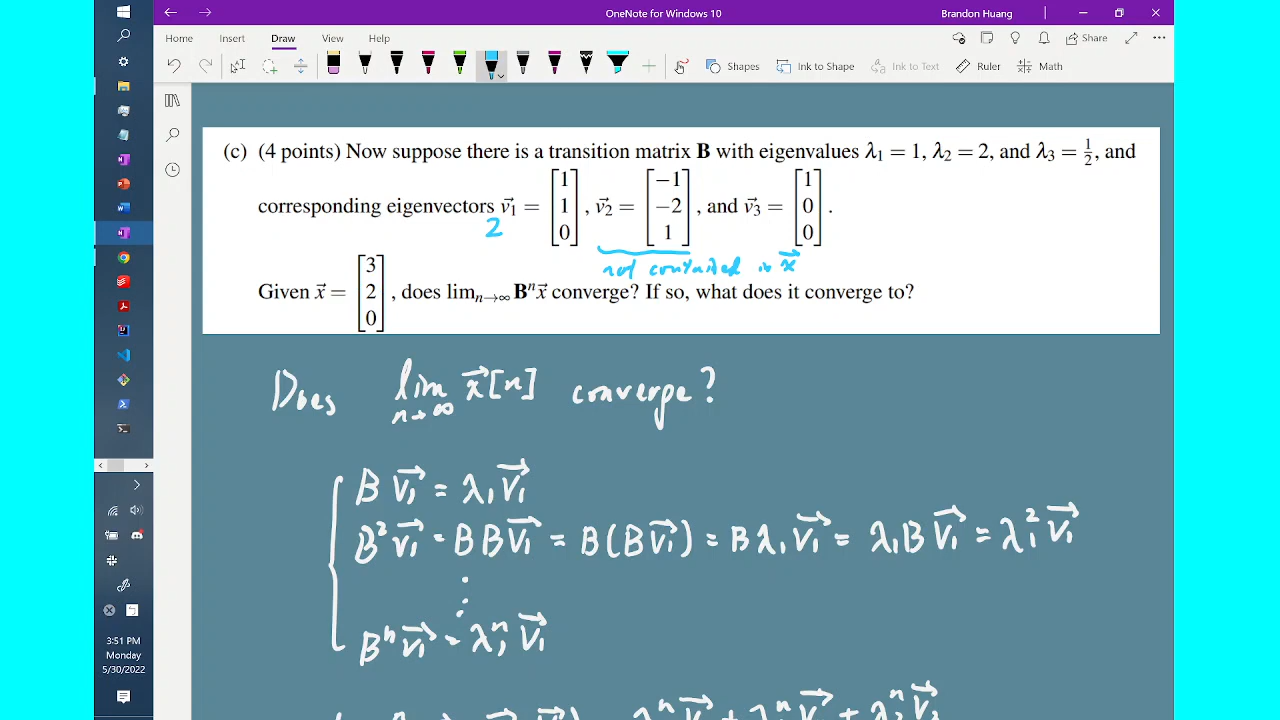 OneNote for Windows 10
Brandon Huang
Home Insert Draw View Help
Share
Shapes Ink to Shape Ink to Text Ruler Math
(c) (4 points) Now suppose there is a transition matrix B with eigenvalues λ₁ = 1, λ₂ = 2, and λ₃ = 1/2, and
corresponding eigenvectors v⃗₁ = [1 1 0], v⃗₂ = [−1 −2 1], and v⃗₃ = [1 0 0].
2
not contained in x⃗
Given x⃗ = [3 2 0], does lim n→∞ Bⁿx⃗ converge? If so, what does it converge to?
Does lim n→∞ x⃗[n] converge?
B v⃗₁ = λ₁ v⃗₁
B² v⃗₁ = B B v⃗₁ = B(B v⃗₁) = B λ₁ v⃗₁ = λ₁ B v⃗₁ = λ₁² v⃗₁
⋮
Bⁿ v⃗₁ = λ₁ⁿ v⃗₁
3:51 PM
Monday
5/30/2022